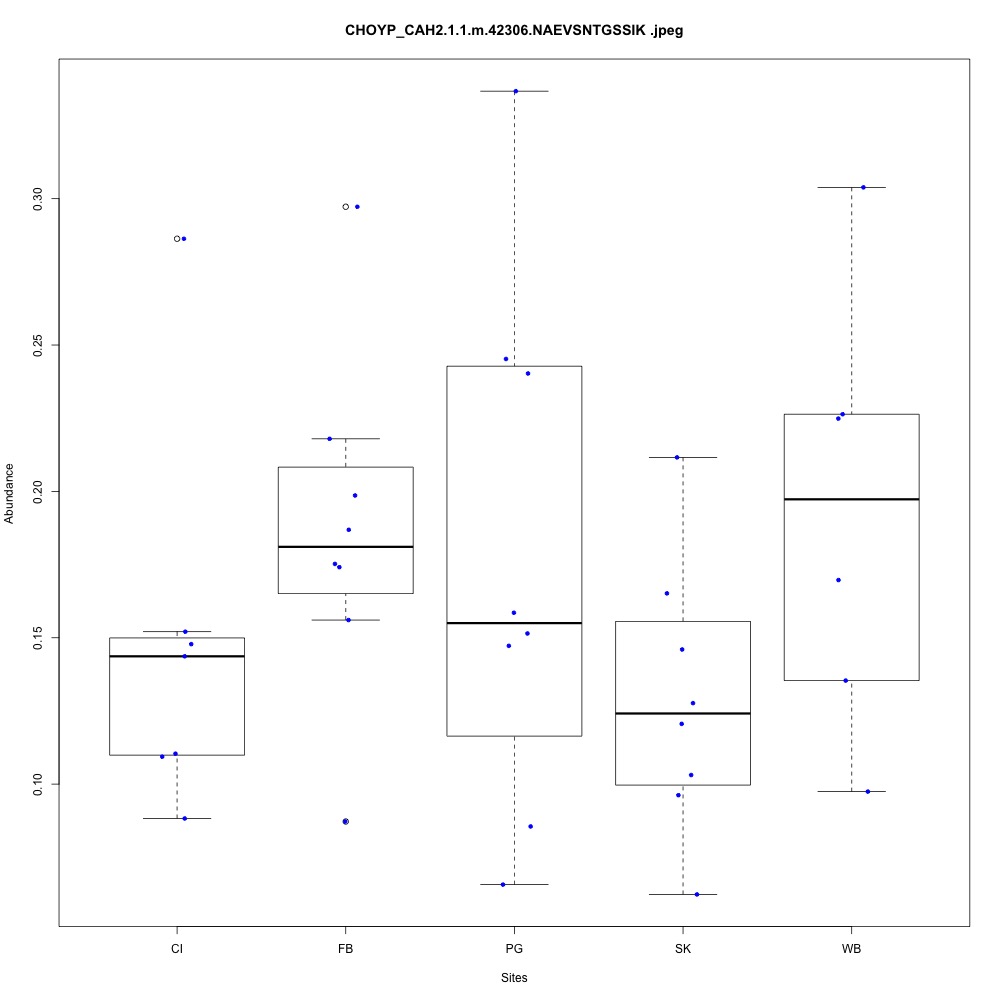 CHOYP_CAH2.1.1.m.42306.NAEVSNTGSSIK .jpeg
0.30
0.25
0.20
0.15
0.10
Abundance
CI FB PG SK WB
Sites